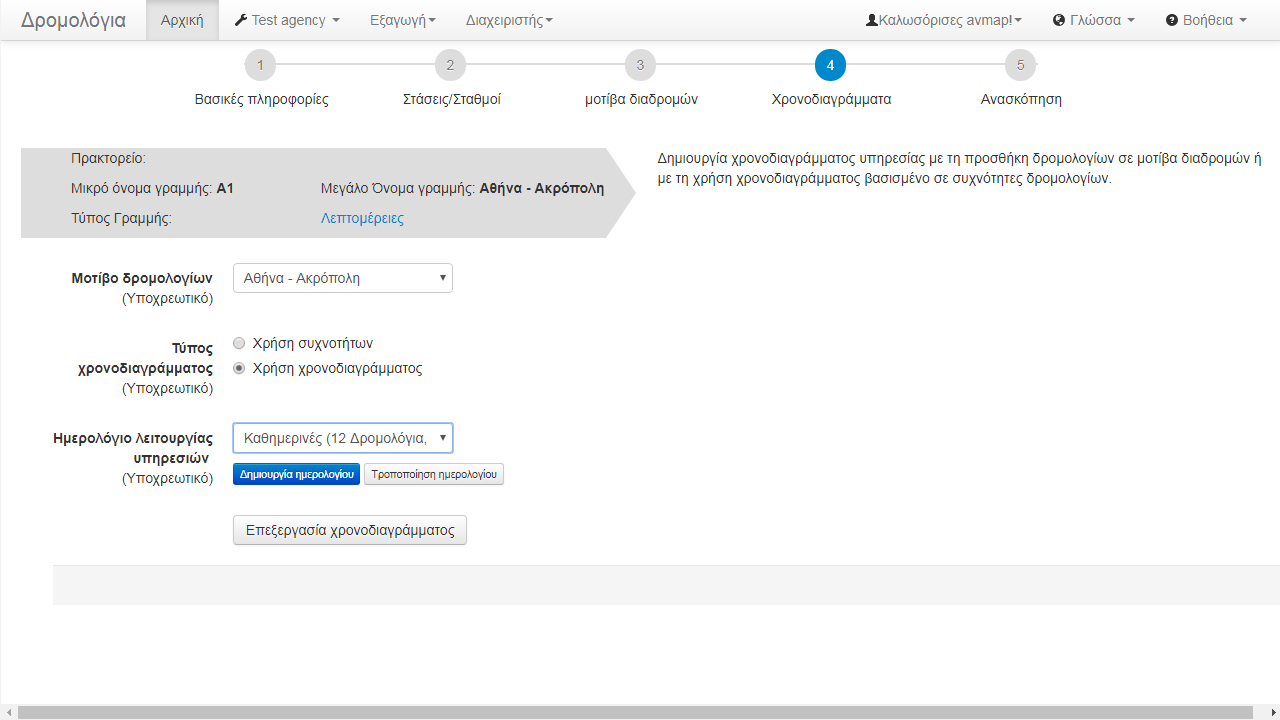 Δρομολόγια Αρχική Test agency Εξαγωγή Διαχειριστής Καλωσόρισες avmap! Γλώσσα Βοήθεια
1 2 3 4 5
Βασικές πληροφορίες Στάσεις/Σταθμοί μοτίβα διαδρομών Χρονοδιαγράμματα Ανασκόπηση
Πρακτορείο:
Μικρό όνομα γραμμής: A1 Μεγάλο Όνομα γραμμής: Αθήνα - Ακρόπολη
Τύπος Γραμμής: Λεπτομέρειες
Δημιουργία χρονοδιαγράμματος υπηρεσίας με τη προσθήκη δρομολογίων σε μοτίβα διαδρομών ή
με τη χρήση χρονοδιαγράμματος βασισμένο σε συχνότητες δρομολογίων.
Μοτίβο δρομολογίων Αθήνα - Ακρόπολη
(Υποχρεωτικό)
Τύπος Χρήση συχνοτήτων
χρονοδιαγράμματος Χρήση χρονοδιαγράμματος
(Υποχρεωτικό)
Ημερολόγιο λειτουργίας Καθημερινές (12 Δρομολόγια,
υπηρεσιών
(Υποχρεωτικό) Δημιουργία ημερολογίου Τροποποίηση ημερολογίου
Επεξεργασία χρονοδιαγράμματος